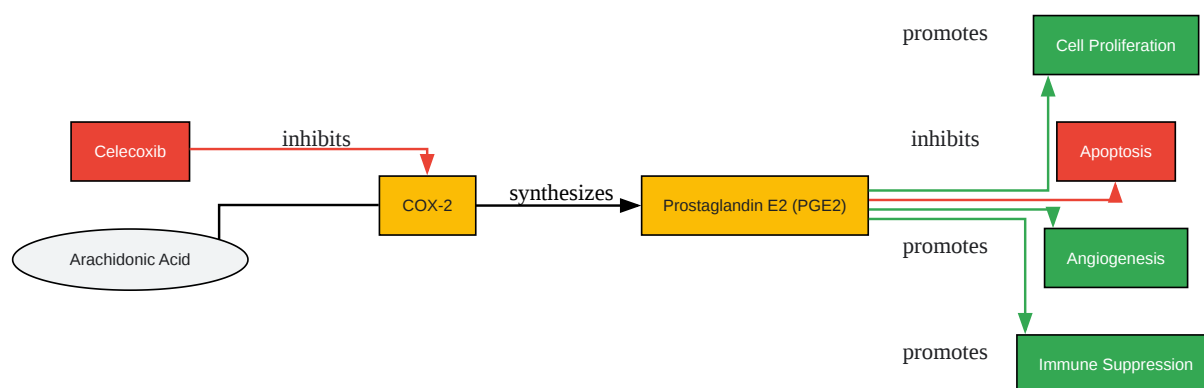 promotes
Cell Proliferation
Celecoxib
inhibits
inhibits
Apoptosis
COX-2
synthesizes
Prostaglandin E2 (PGE2)
Arachidonic Acid
promotes
Angiogenesis
promotes
Immune Suppression